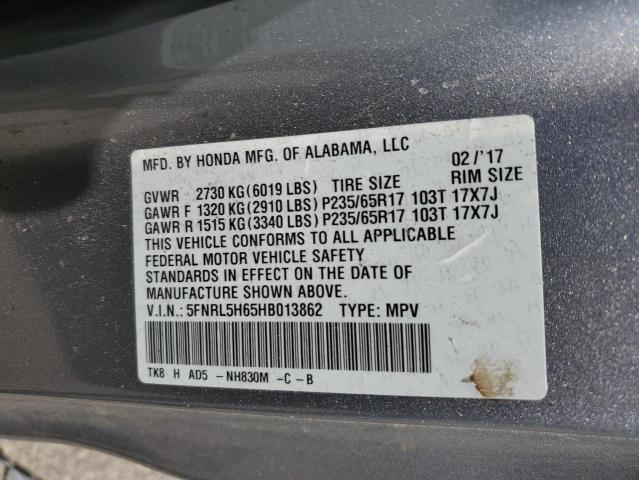 MFD. BY HONDA MFG. OF ALABAMA, LLC 02/'17
GVWR 2730 KG(6019 LBS) TIRE SIZE RIM SIZE
GAWR F 1320 KG(2910 LBS) P235/65R17 103T 17X7J
GAWR R 1515 KG(3340 LBS) P235/65R17 103T 17X7J
THIS VEHICLE CONFORMS TO ALL APPLICABLE
FEDERAL MOTOR VEHICLE SAFETY
STANDARDS IN EFFECT ON THE DATE OF
MANUFACTURE SHOWN ABOVE.
V.I.N.: 5FNRL5H65HB013862 TYPE: MPV
TK8 H AD5 -NH830M -C-B